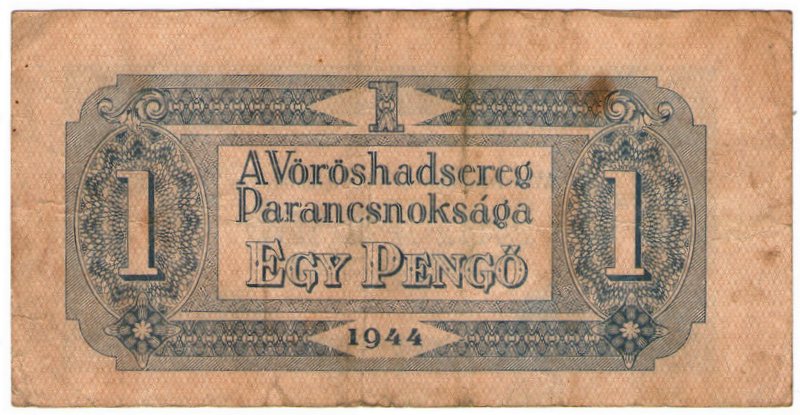 1
A Vöröshadsereg
Parancsnoksága
1 1
EGY PENGŐ
1944